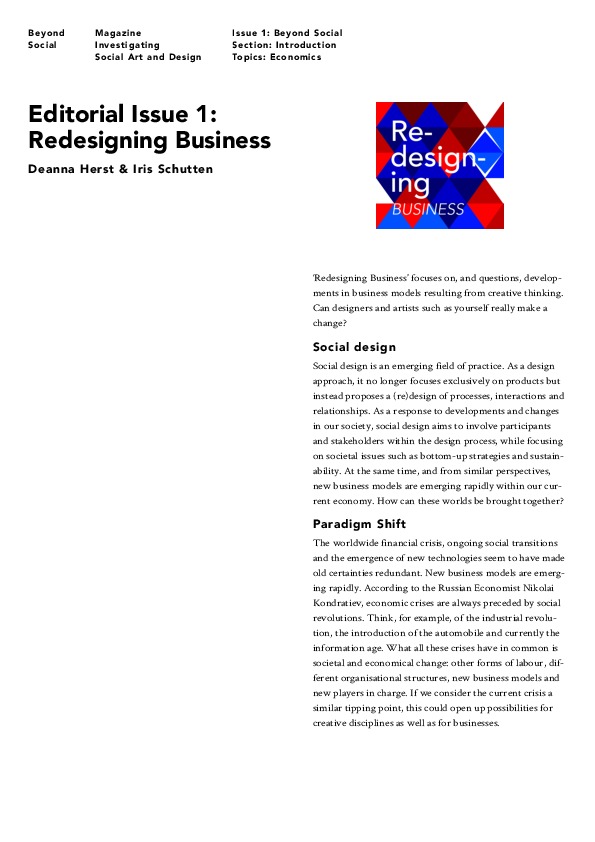 Beyond
Social
Magazine
Investigating
Social Art and Design
Issue 1: Beyond Social
Section: Introduction
Topics: Economics
Editorial Issue 1:
Redesigning Business
Deanna Herst & Iris Schutten
Re-
design-
ing
BUSINESS
'Redesigning Business' focuses on, and questions, develop-
ments in business models resulting from creative thinking.
Can designers and artists such as yourself really make a
change?
Social design
Social design is an emerging field of practice. As a design
approach, it no longer focuses exclusively on products but
instead proposes a (re)design of processes, interactions and
relationships. As a response to developments and changes
in our society, social design aims to involve participants
and stakeholders within the design process, while focusing
on societal issues such as bottom-up strategies and sustain-
ability. At the same time, and from similar perspectives,
new business models are emerging rapidly within our cur-
rent economy. How can these worlds be brought together?
Paradigm Shift
The worldwide financial crisis, ongoing social transitions
and the emergence of new technologies seem to have made
old certainties redundant. New business models are emerg-
ing rapidly. According to the Russian Economist Nikolai
Kondratiev, economic crises are always preceded by social
revolutions. Think, for example, of the industrial revolu-
tion, the introduction of the automobile and currently the
information age. What all these crises have in common is
societal and economical change: other forms of labour, dif-
ferent organisational structures, new business models and
new players in charge. If we consider the current crisis a
similar tipping point, this could open up possibilities for
creative disciplines as well as for businesses.